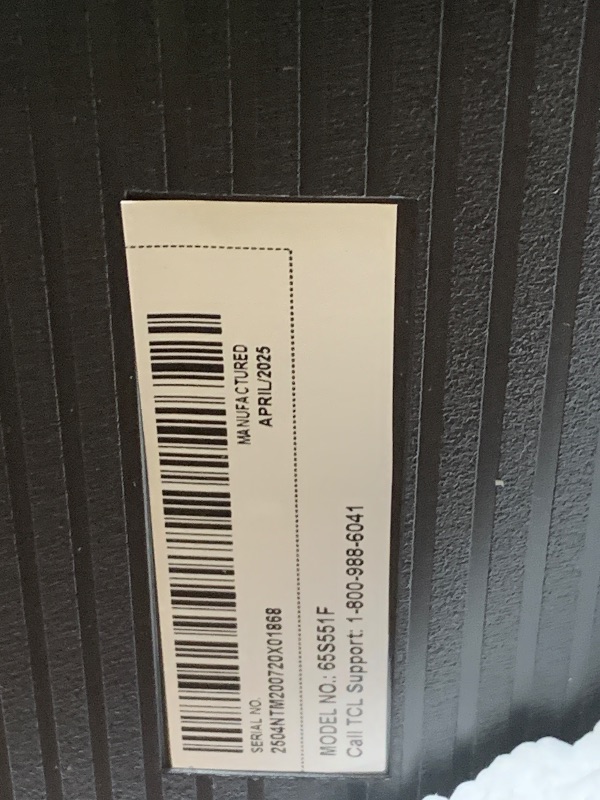 SERIAL NO.
2504NTM200720X01868
MANUFACTURED
APRIL/2025
MODEL NO.: 65S551F
Call TCL Support: 1-800-988-6041